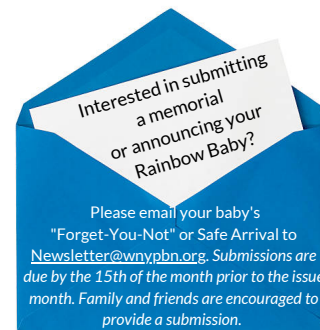 Interested in submitting
a memorial
or announcing your
Rainbow Baby?
Please email your baby's
"Forget-You-Not" or Safe Arrival to
Newsletter@wnypbn.org. Submissions are
due by the 15th of the month prior to the issue
month. Family and friends are encouraged to
provide a submission.